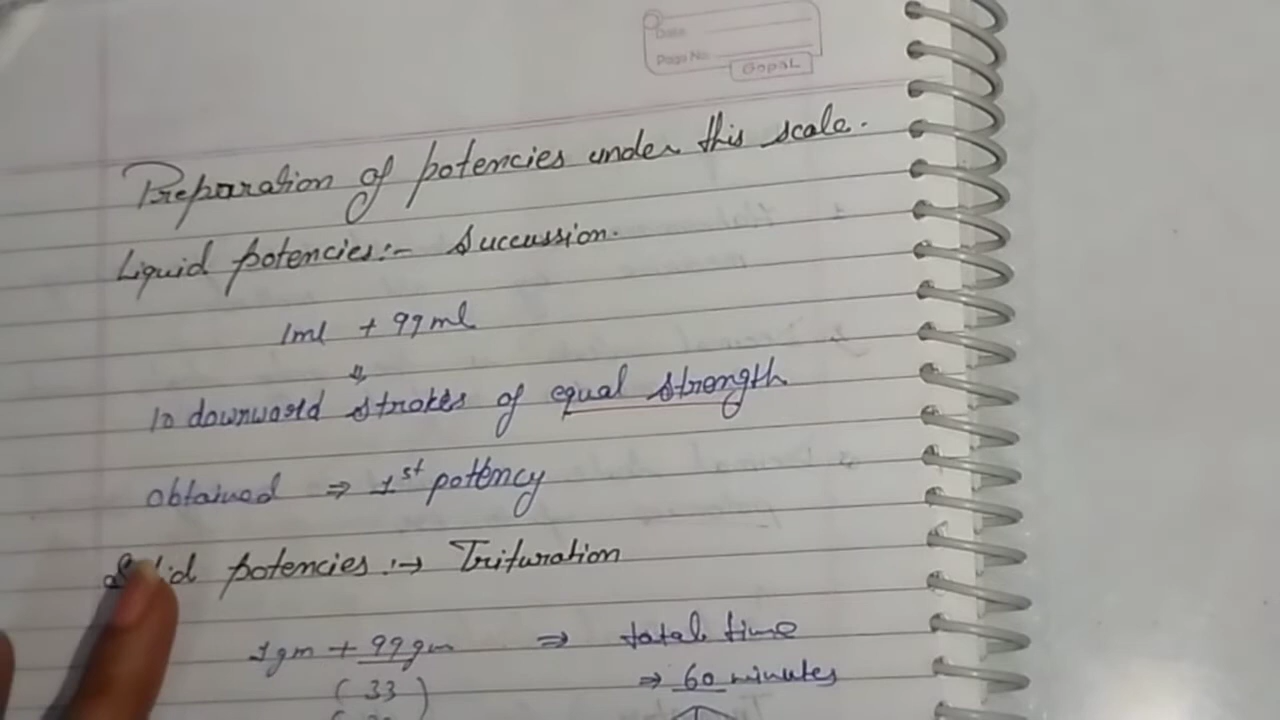 Date
Page No.
GopaL
Preparation of potencies under this scale.
Liquid potencies:- Succussion.
1ml + 99ml
⇓
10 downward strokes of equal strength
obtained ⇒ 1st potency
Solid potencies :→ Trituration
1gm + 99gm ⇒ total time
(33) ⇒ 60 minutes